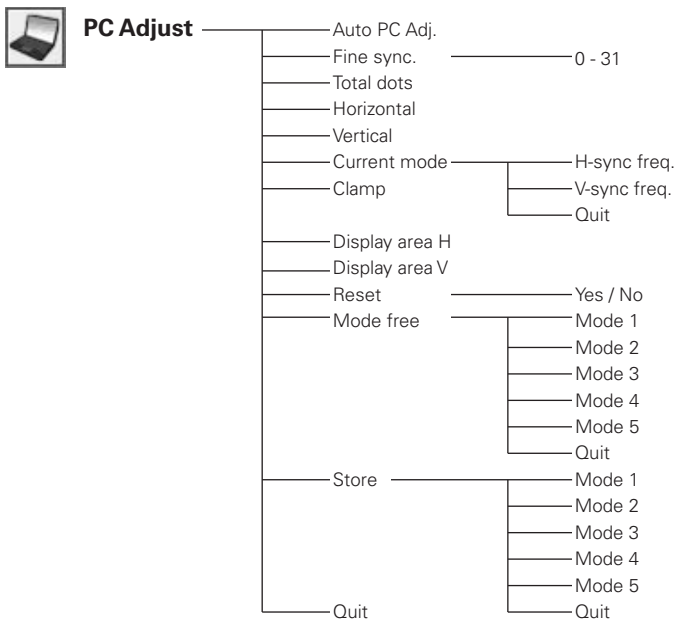 PC Adjust
Auto PC Adj.
Fine sync. 0 - 31
Total dots
Horizontal
Vertical
Current mode H-sync freq.
Clamp V-sync freq.
Quit
Display area H
Display area V
Reset Yes / No
Mode free Mode 1
Mode 2
Mode 3
Mode 4
Mode 5
Quit
Store Mode 1
Mode 2
Mode 3
Mode 4
Mode 5
Quit Quit